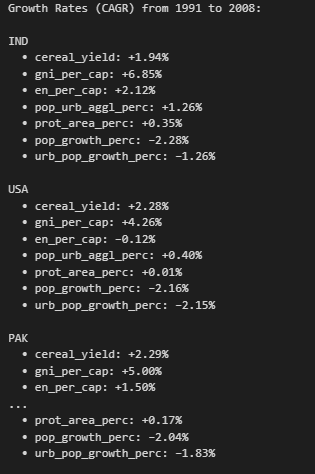 Growth Rates (CAGR) from 1991 to 2008:
IND
• cereal_yield: +1.94%
• gni_per_cap: +6.85%
• en_per_cap: +2.12%
• pop_urb_aggl_perc: +1.26%
• prot_area_perc: +0.35%
• pop_growth_perc: −2.28%
• urb_pop_growth_perc: −1.26%
USA
• cereal_yield: +2.28%
• gni_per_cap: +4.26%
• en_per_cap: −0.12%
• pop_urb_aggl_perc: +0.40%
• prot_area_perc: +0.01%
• pop_growth_perc: −2.16%
• urb_pop_growth_perc: −2.15%
PAK
• cereal_yield: +2.29%
• gni_per_cap: +5.00%
• en_per_cap: +1.50%
...
• prot_area_perc: +0.17%
• pop_growth_perc: −2.04%
• urb_pop_growth_perc: −1.83%